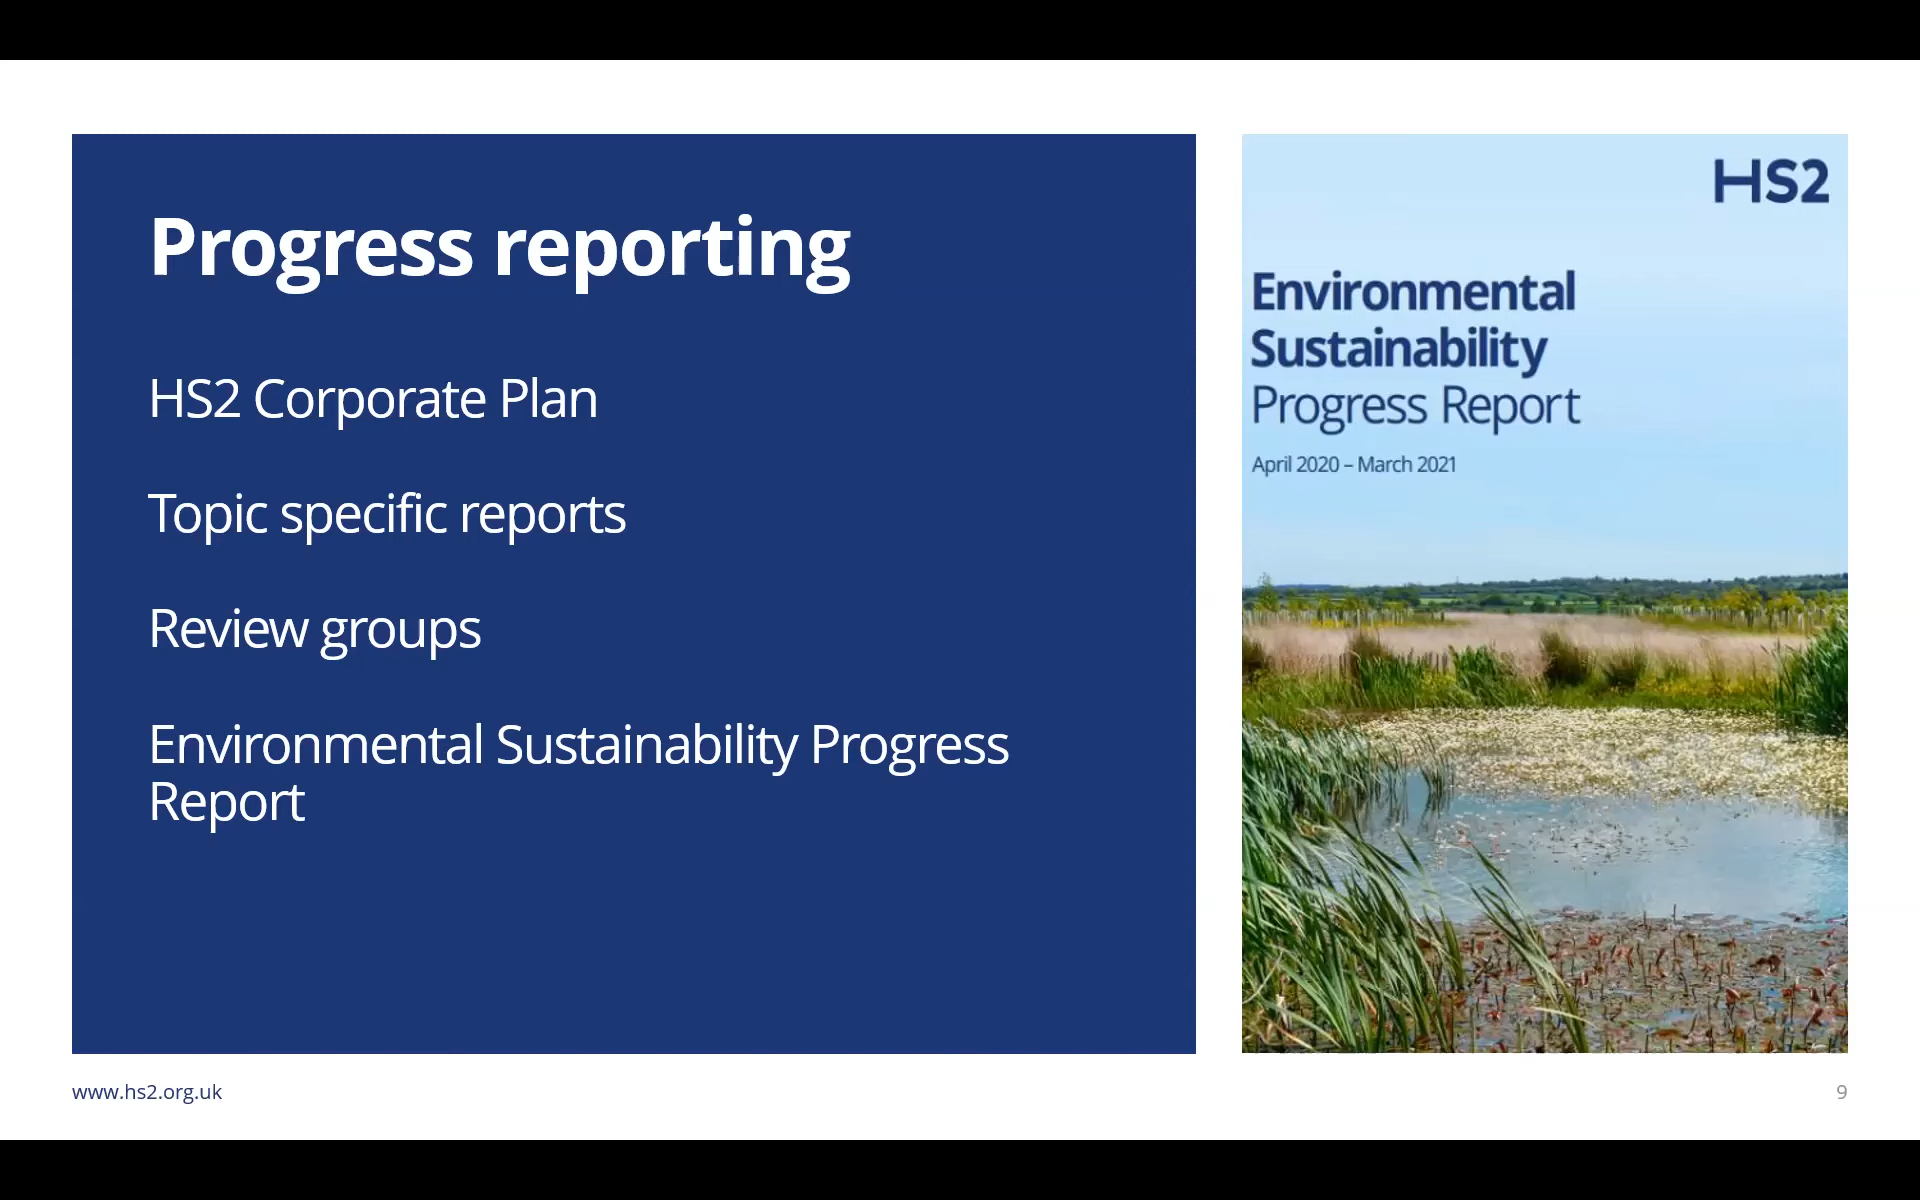 Progress reporting
HS2 Corporate Plan
Topic specific reports
Review groups
Environmental Sustainability Progress
Report
HS2
Environmental
Sustainability
Progress Report
April 2020 – March 2021
www.hs2.org.uk
9